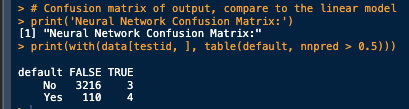 > # Confusion matrix of output, compare to the linear model
> print('Neural Network Confusion Matrix:')
[1] "Neural Network Confusion Matrix:"
> print(with(data[testid, ], table(default, nnpred > 0.5)))
default FALSE TRUE
No 3216 3
Yes 110 4